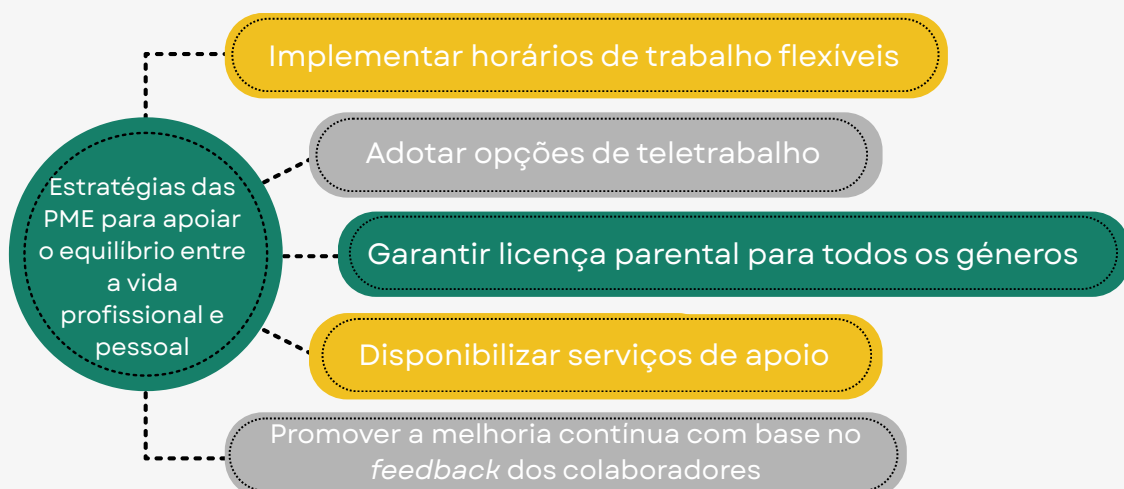 Implementar horários de trabalho flexíveis
Adotar opções de teletrabalho
Estratégias das
PME para apoiar
o equilíbrio entre
a vida
profissional e
pessoal
Garantir licença parental para todos os géneros
Disponibilizar serviços de apoio
Promover a melhoria contínua com base no
feedback dos colaboradores